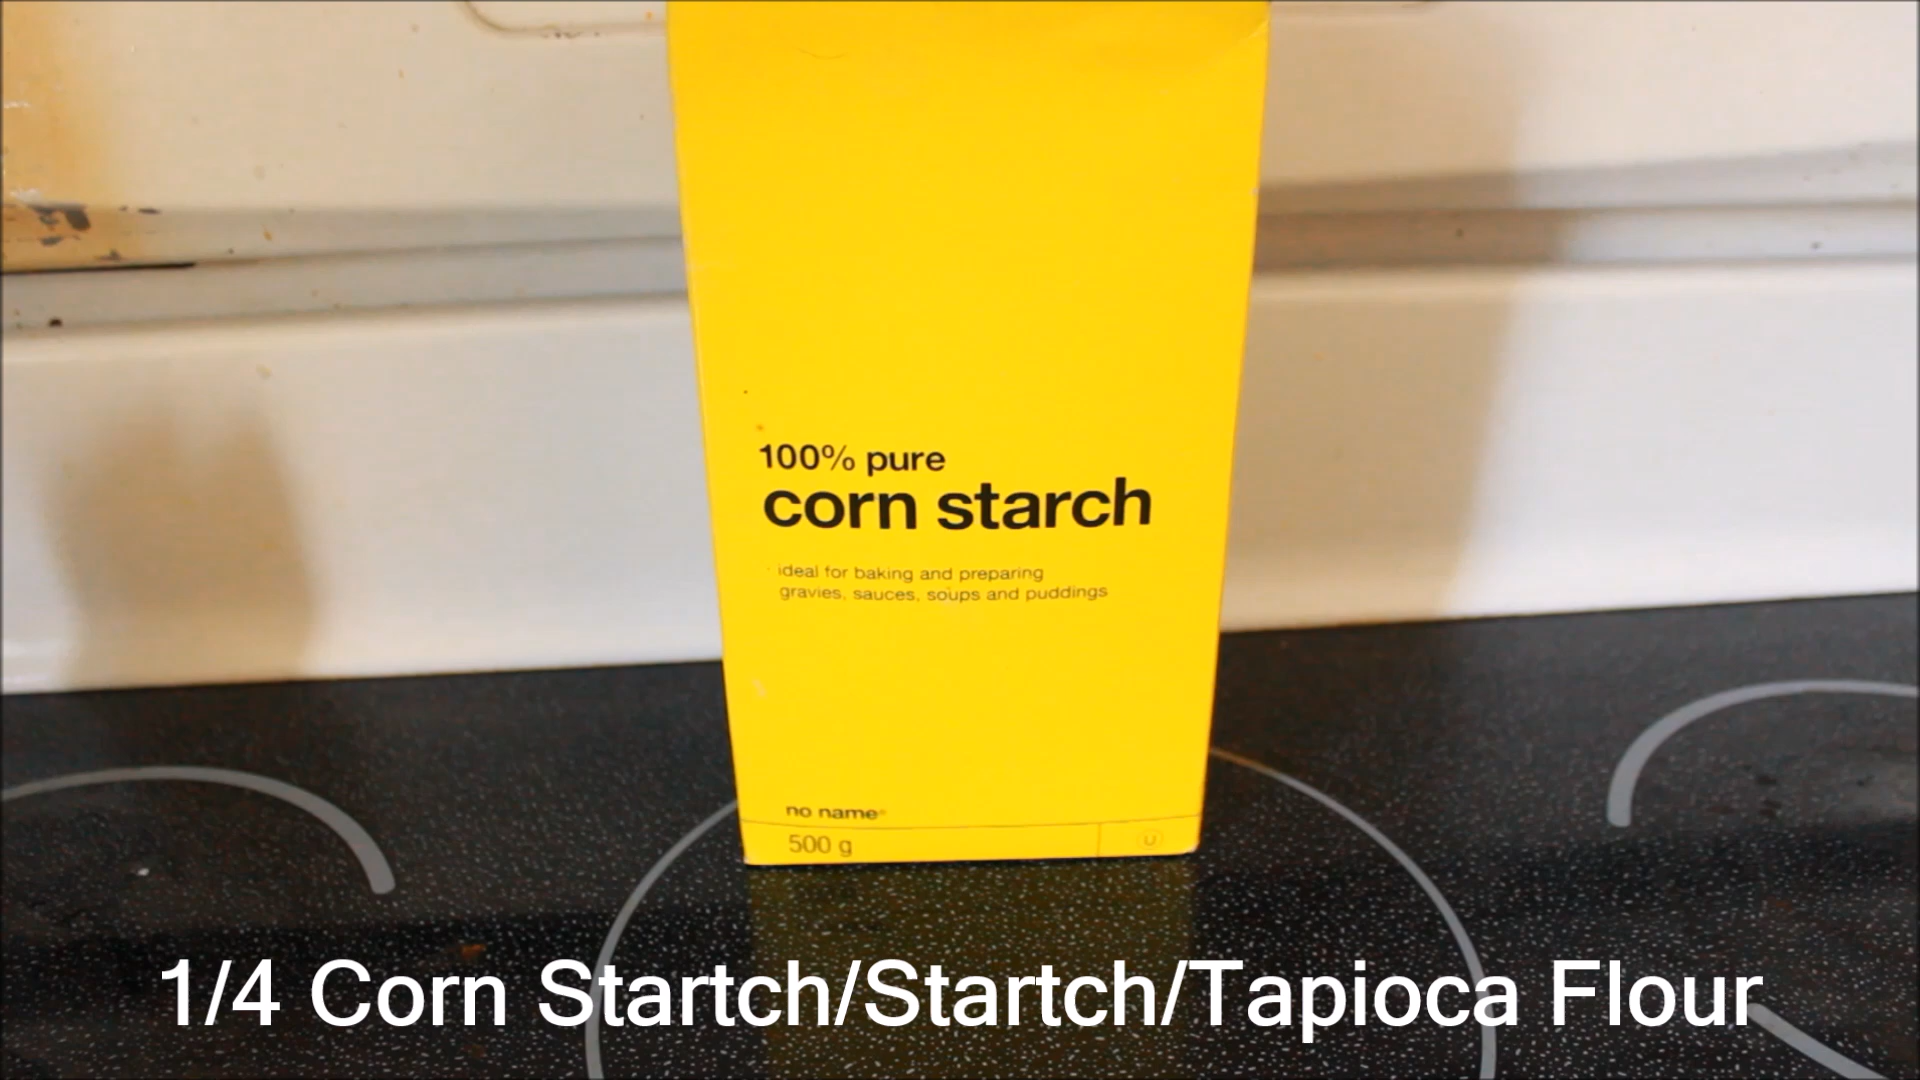 100% pure
corn starch
ideal for baking and preparing
gravies, sauces, soups and puddings
no name®
500 g
U
1/4 Corn Startch/Startch/Tapioca Flour